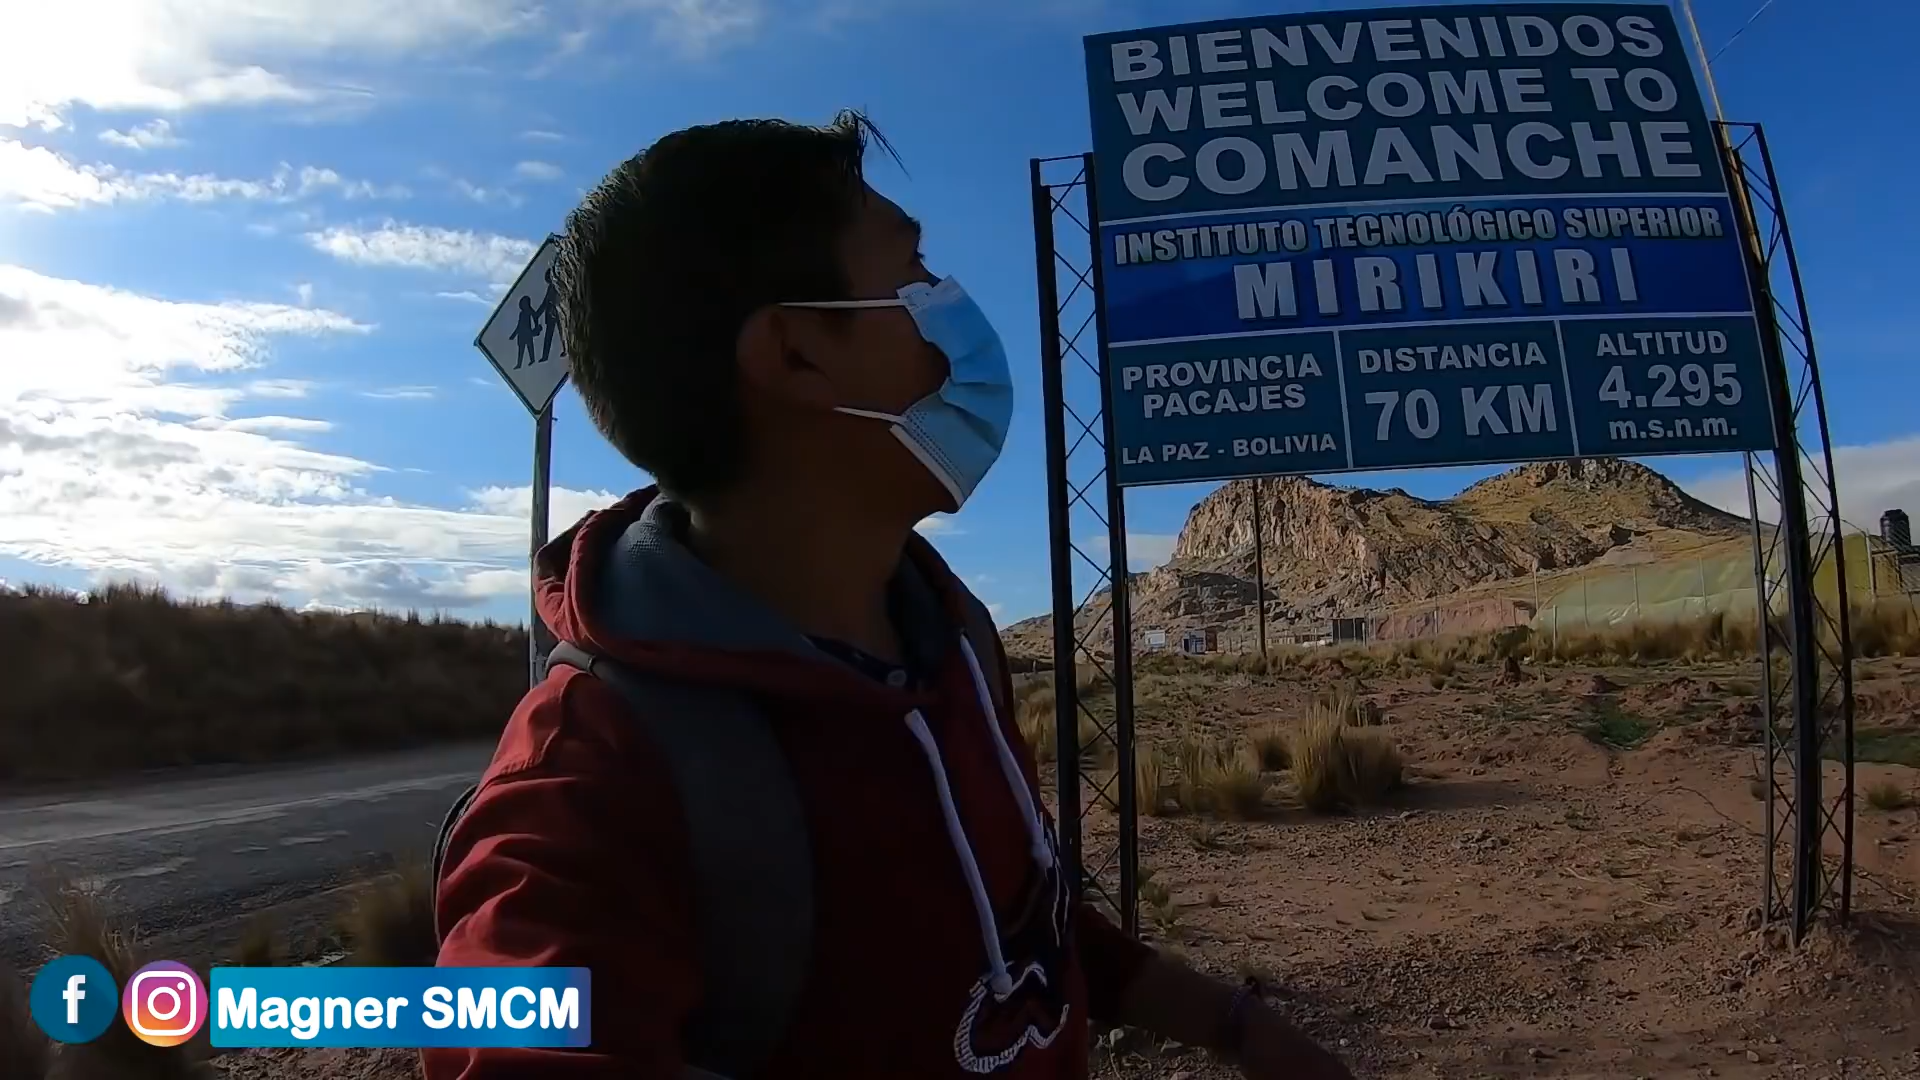 BIENVENIDOS
WELCOME TO
COMANCHE
INSTITUTO TECNOLÓGICO SUPERIOR
MIRIKIRI
PROVINCIA
PACAJES
LA PAZ - BOLIVIA
DISTANCIA
70 KM
ALTITUD
4.295
m.s.n.m.
Magner SMCM